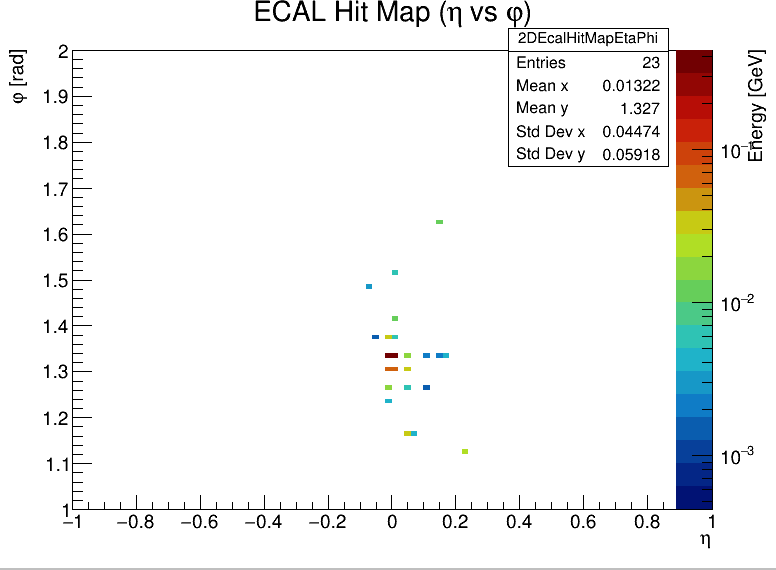 ECAL Hit Map (η vs φ)
2DEcalHitMapEtaPhi
Entries 23
Mean x 0.01322
Mean y 1.327
Std Dev x 0.04474
Std Dev y 0.05918
φ [rad]
2
1.9
1.8
1.7
1.6
1.5
1.4
1.3
1.2
1.1
1
−1 −0.8 −0.6 −0.4 −0.2 0 0.2 0.4 0.6 0.8 1
η
Energy [GeV]
10⁻¹
10⁻²
10⁻³